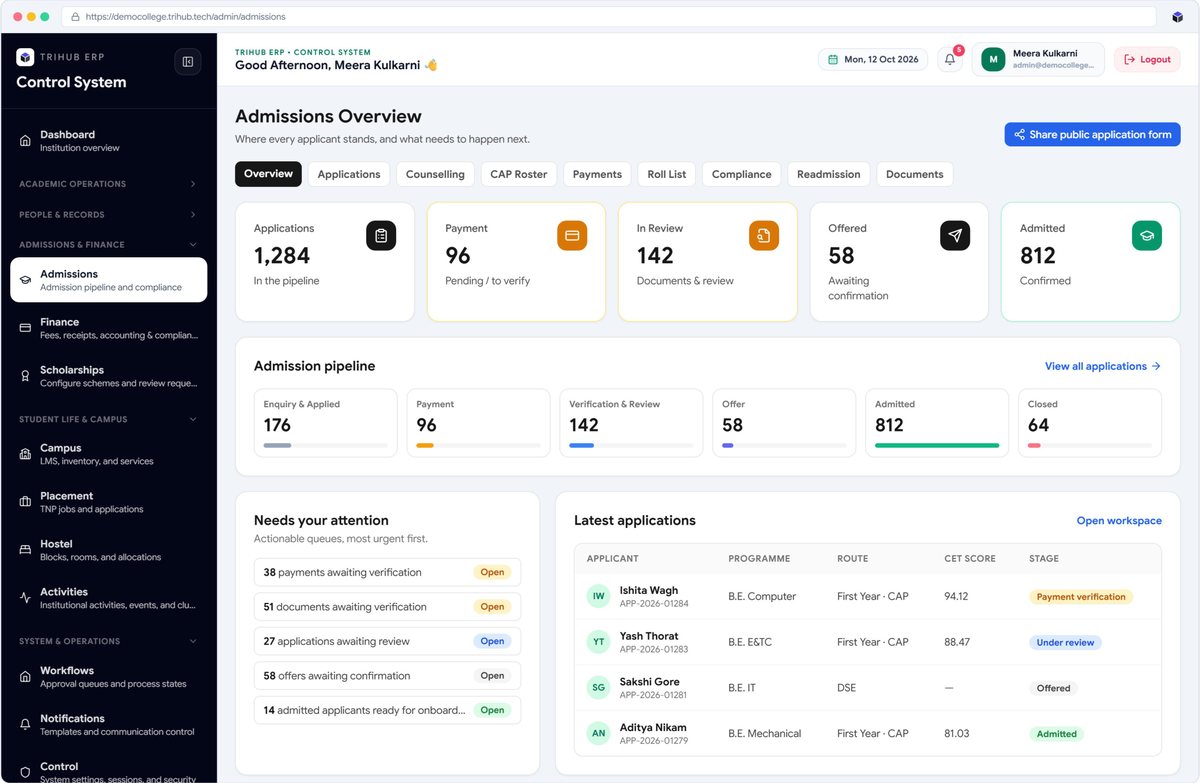 https://democollege.trihub.tech/admin/admissions
TRIHUB ERP
Control System
Dashboard
Institution overview
ACADEMIC OPERATIONS
PEOPLE & RECORDS
ADMISSIONS & FINANCE
Admissions
Admission pipeline and compliance
Finance
Fees, receipts, accounting & complian...
Scholarships
Configure schemes and review reque...
STUDENT LIFE & CAMPUS
Campus
LMS, inventory, and services
Placement
TNP jobs and applications
Hostel
Blocks, rooms, and allocations
Activities
Institutional activities, events, and clu...
SYSTEM & OPERATIONS
Workflows
Approval queues and process states
Notifications
Templates and communication control
Control
System settings, sessions, and security
TRIHUB ERP • CONTROL SYSTEM
Good Afternoon, Meera Kulkarni 👋
Mon, 12 Oct 2026
5
M
Meera Kulkarni
admin@democollege...
Logout
Admissions Overview
Where every applicant stands, and what needs to happen next.
Share public application form
Overview Applications Counselling CAP Roster Payments Roll List Compliance Readmission Documents
Applications
1,284
In the pipeline
Payment
96
Pending / to verify
In Review
142
Documents & review
Offered
58
Awaiting
confirmation
Admitted
812
Confirmed
Admission pipeline
View all applications →
Enquiry & Applied
176
Payment
96
Verification & Review
142
Offer
58
Admitted
812
Closed
64
Needs your attention
Actionable queues, most urgent first.
38 payments awaiting verification Open
51 documents awaiting verification Open
27 applications awaiting review Open
58 offers awaiting confirmation Open
14 admitted applicants ready for onboard... Open
Latest applications
Open workspace
APPLICANT PROGRAMME ROUTE CET SCORE STAGE
IW Ishita Wagh B.E. Computer First Year · CAP 94.12 Payment verification
APP-2026-01284
YT Yash Thorat B.E. E&TC First Year · CAP 88.47 Under review
APP-2026-01283
SG Sakshi Gore B.E. IT DSE — Offered
APP-2026-01281
AN Aditya Nikam B.E. Mechanical First Year · CAP 81.03 Admitted
APP-2026-01279